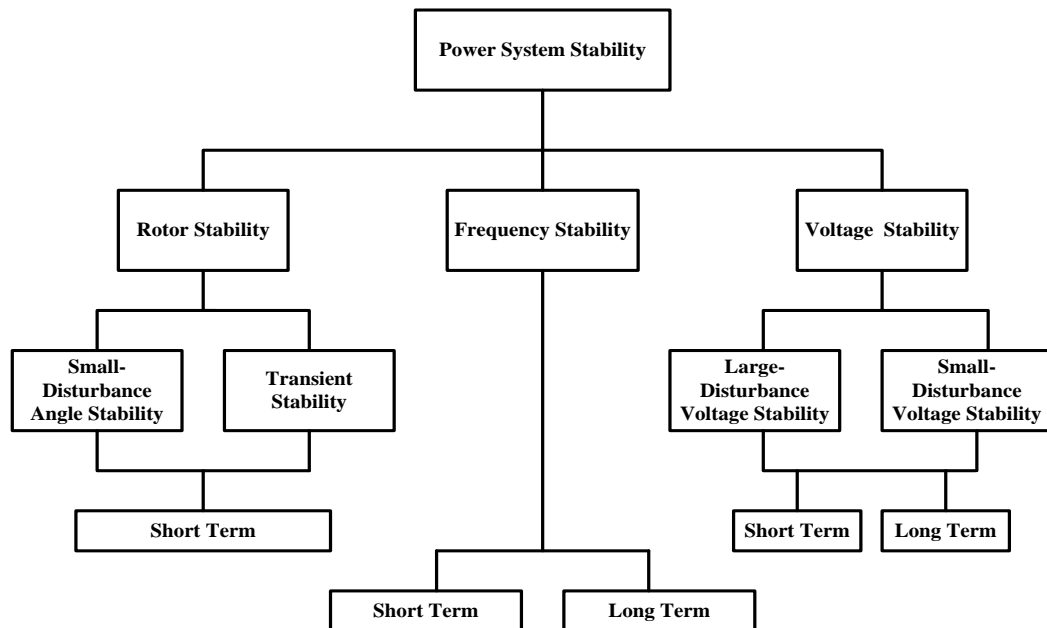 Power System Stability
Rotor Stability
Frequency Stability
Voltage Stability
Small-
Disturbance
Angle Stability
Transient
Stability
Large-
Disturbance
Voltage Stability
Small-
Disturbance
Voltage Stability
Short Term
Short Term
Long Term
Short Term
Long Term